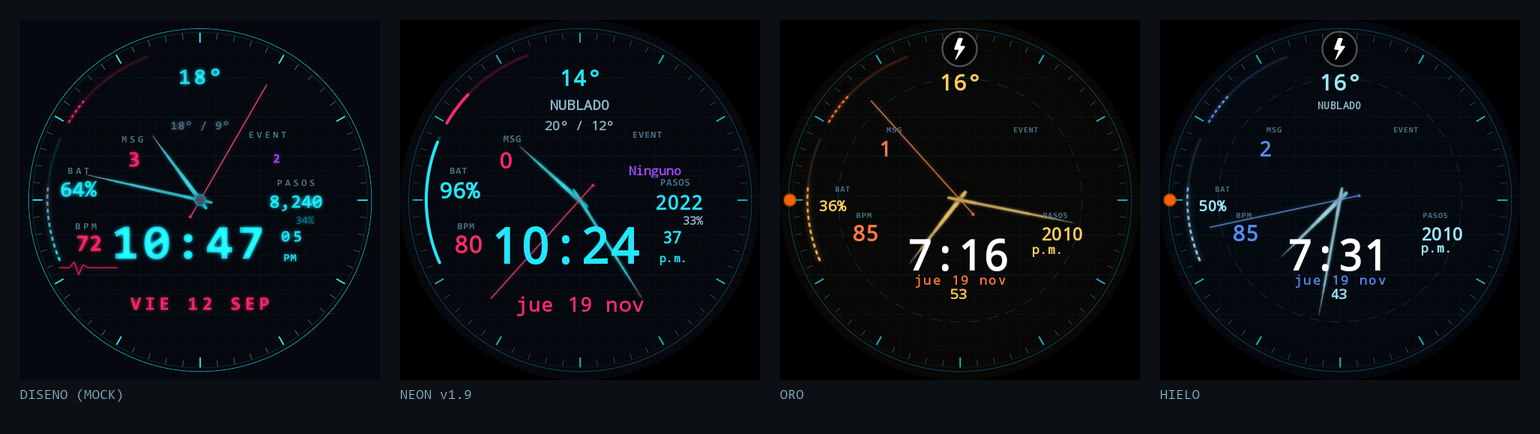 18°
18° / 9°
MSG
3
EVENT
2
BAT
64%
PASOS
8,240
34%
BPM
72
10:47
05
PM
VIE 12 SEP
DISENO (MOCK)
14°
NUBLADO
20° / 12°
MSG
0
EVENT
Ninguno
BAT
96%
PASOS
2022
33%
BPM
80
10:24
37
p.m.
jue 19 nov
NEON v1.9
16°
MSG
1
EVENT
BAT
36%
BPM
85
PASOS
2010
p.m.
7:16
jue 19 nov
53
ORO
16°
NUBLADO
MSG
2
EVENT
BAT
50%
BPM
85
PASOS
2010
p.m.
7:31
jue 19 nov
43
HIELO